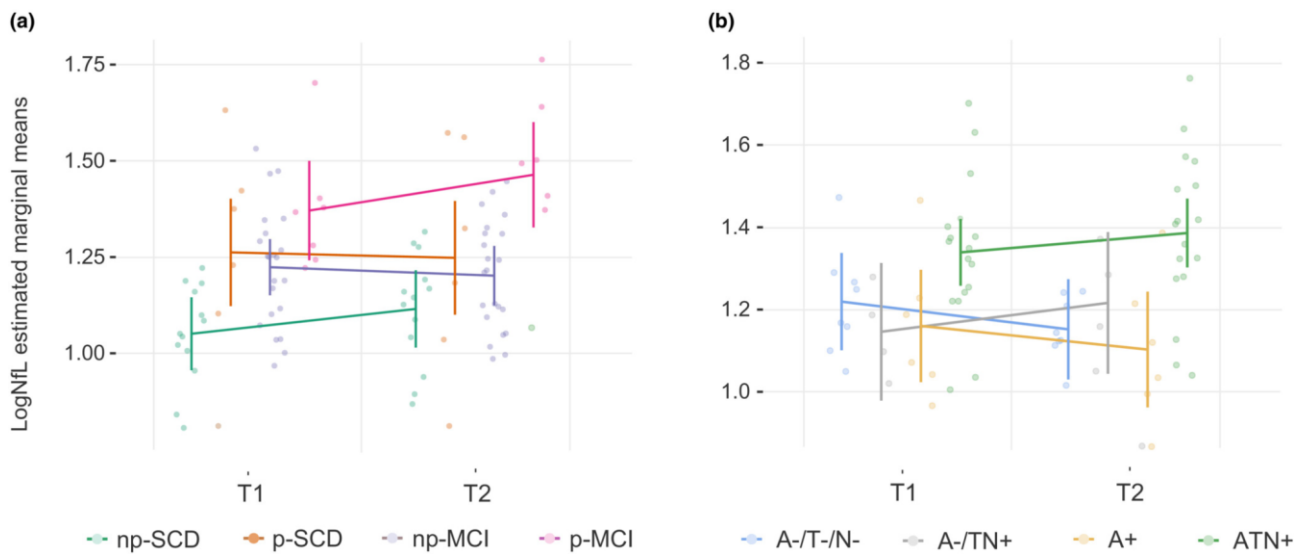 (a)
LogNfL estimated marginal means
1.75
1.50
1.25
1.00
T1 T2
np-SCD p-SCD np-MCI p-MCI
(b)
1.8
1.6
1.4
1.2
1.0
T1 T2
A-/T-/N- A-/TN+ A+ ATN+